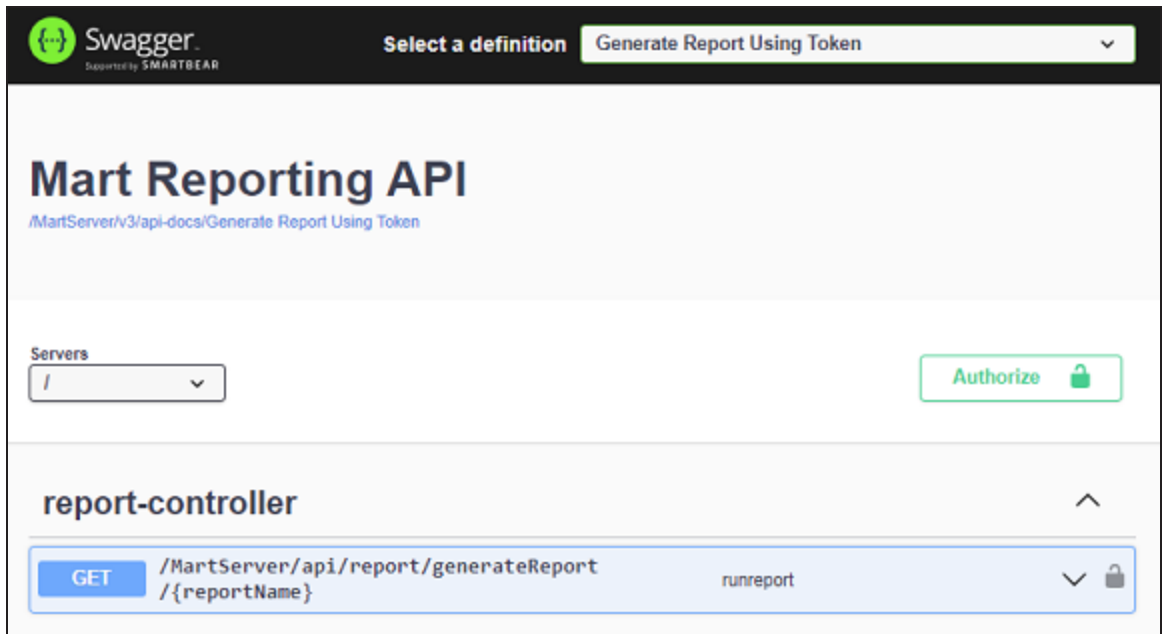 Swagger.
Supported by SMARTBEAR
Select a definition
Generate Report Using Token
Mart Reporting API
/MartServer/v3/api-docs/Generate Report Using Token
Servers
/
Authorize
report-controller
GET
/MartServer/api/report/generateReport
/{reportName}
runreport